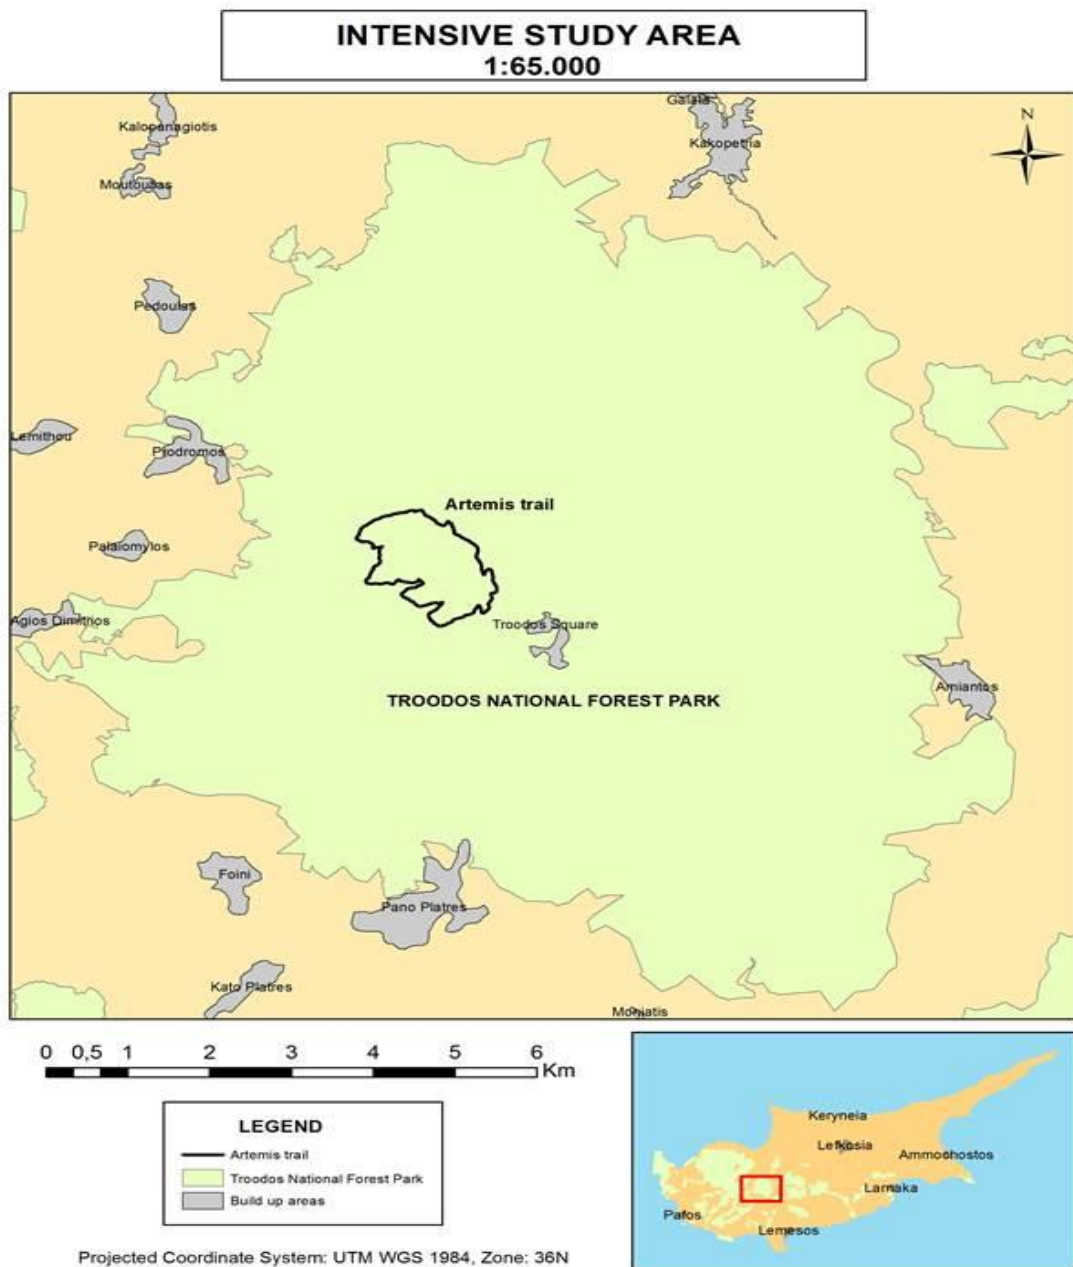 INTENSIVE STUDY AREA
1:65.000
Galata
N
Kalopanagiotis
Kakopetria
Moutoullas
Pedoulas
Lemithou
Prodromos
Artemis trail
Palaiomylos
Agios Dimitrios
Troodos Square
Amiantos
TROODOS NATIONAL FOREST PARK
Foini
Pano Platres
Kato Platres
Moniatis
0 0,5 1 2 3 4 5 6
Km
LEGEND
Artemis trail
Troodos National Forest Park
Build up areas
Keryneia
Lefkosia
Ammochostos
Larnaka
Pafos
Lemesos
Projected Coordinate System: UTM WGS 1984, Zone: 36N